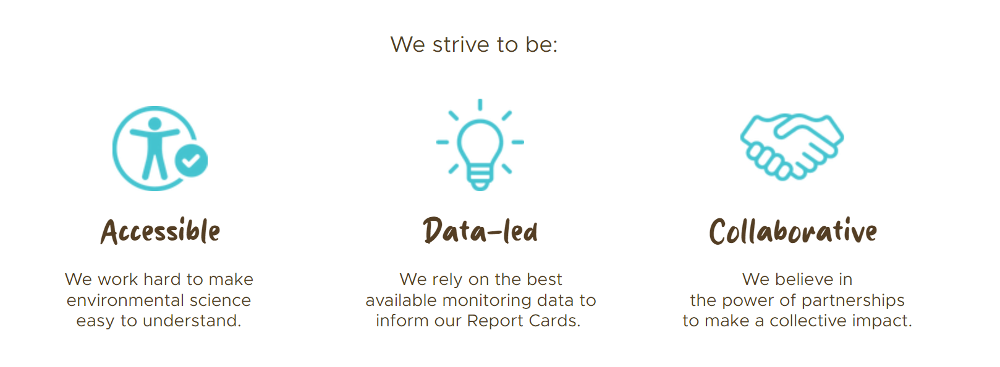 We strive to be:
Accessible
We work hard to make
environmental science
easy to understand.
Data-led
We rely on the best
available monitoring data to
inform our Report Cards.
Collaborative
We believe in
the power of partnerships
to make a collective impact.